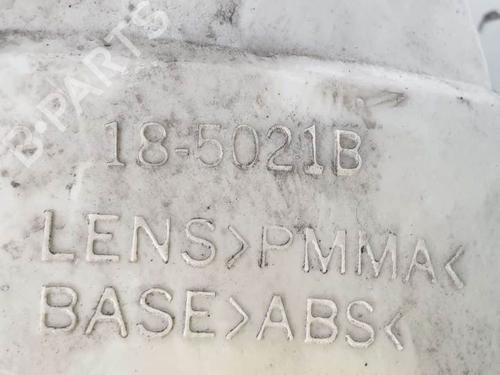 B-PARTS
18-5021B
LENS>PMMA<
BASE>ABS<